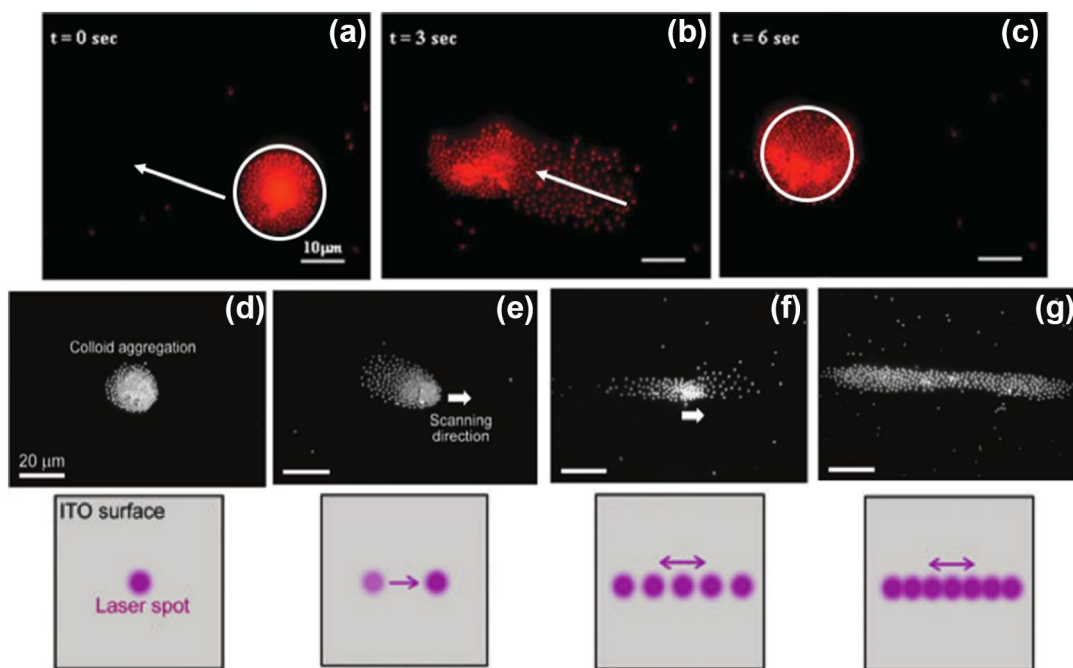 t = 0 sec
(a)
10μm
t = 3 sec
(b)
t = 6 sec
(c)
(d)
Colloid aggregation
20 μm
(e)
Scanning
direction
(f)
(g)
ITO surface
Laser spot